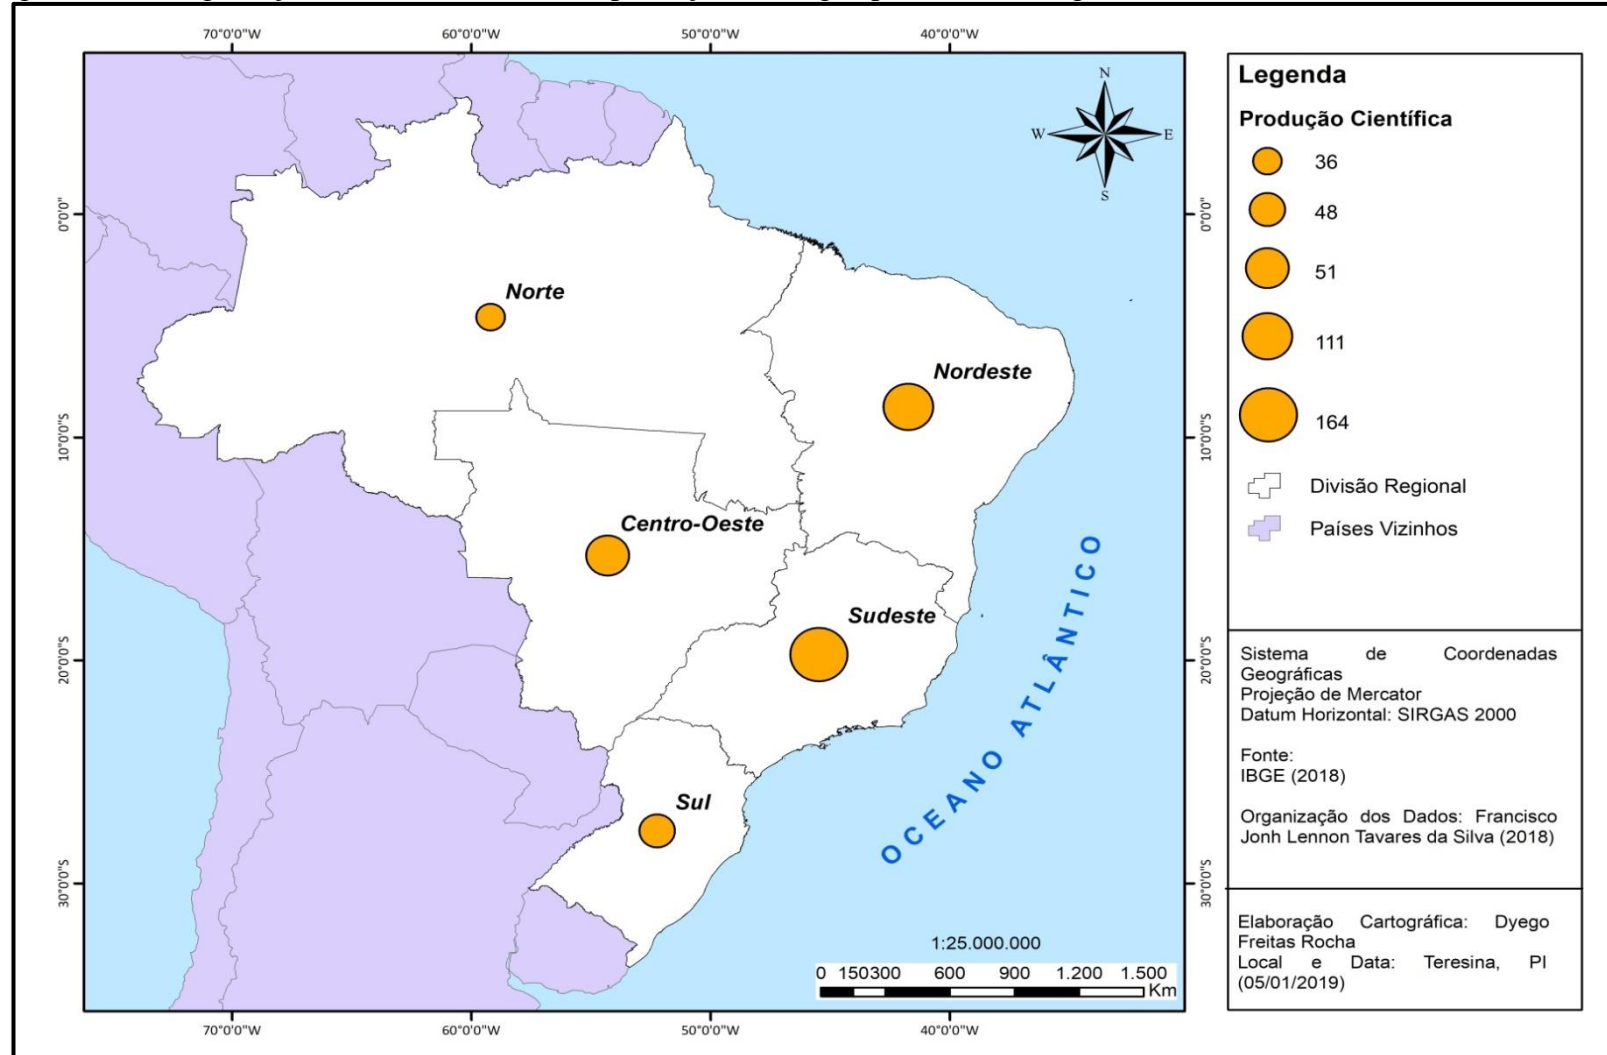 70°0'0"W 60°0'0"W 50°0'0"W 40°0'0"W
0°0'0"
10°0'0"S
20°0'0"S
30°0'0"S
N
W
E
S
Norte
Nordeste
Centro-Oeste
Sudeste
Sul
OCEANO ATLÂNTICO
1:25.000.000
0 150300 600 900 1.200 1.500
Km
0°0'0"
10°0'0"S
20°0'0"S
30°0'0"S
70°0'0"W 60°0'0"W 50°0'0"W 40°0'0"W
Legenda
Produção Científica
36
48
51
111
164
Divisão Regional
Países Vizinhos
Sistema de Coordenadas
Geográficas
Projeção de Mercator
Datum Horizontal: SIRGAS 2000
Fonte:
IBGE (2018)
Organização dos Dados: Francisco
Jonh Lennon Tavares da Silva (2018)
Elaboração Cartográfica: Dyego
Freitas Rocha
Local e Data: Teresina, PI
(05/01/2019)